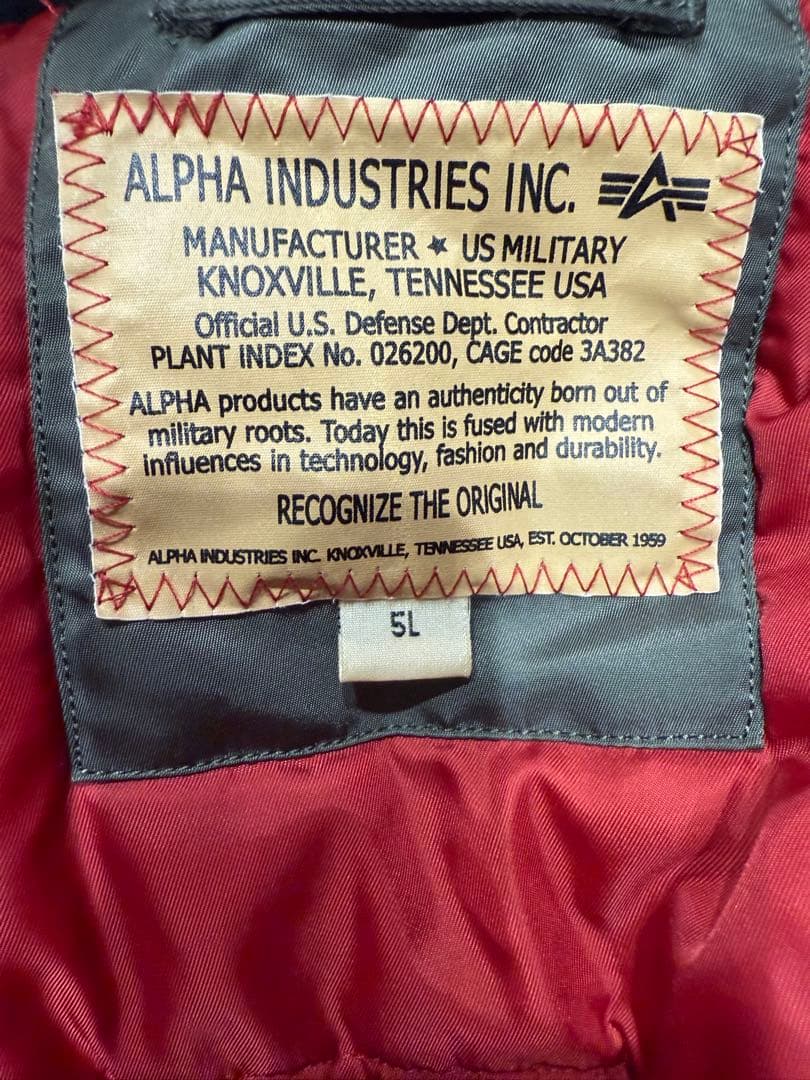 ALPHA INDUSTRIES INC.
MANUFACTURER ★ US MILITARY
KNOXVILLE, TENNESSEE USA
Official U.S. Defense Dept. Contractor
PLANT INDEX No. 026200, CAGE code 3A382
ALPHA products have an authenticity born out of
military roots. Today this is fused with modern
influences in technology, fashion and durability.
RECOGNIZE THE ORIGINAL
ALPHA INDUSTRIES INC. KNOXVILLE, TENNESSEE USA, EST. OCTOBER 1959
5L